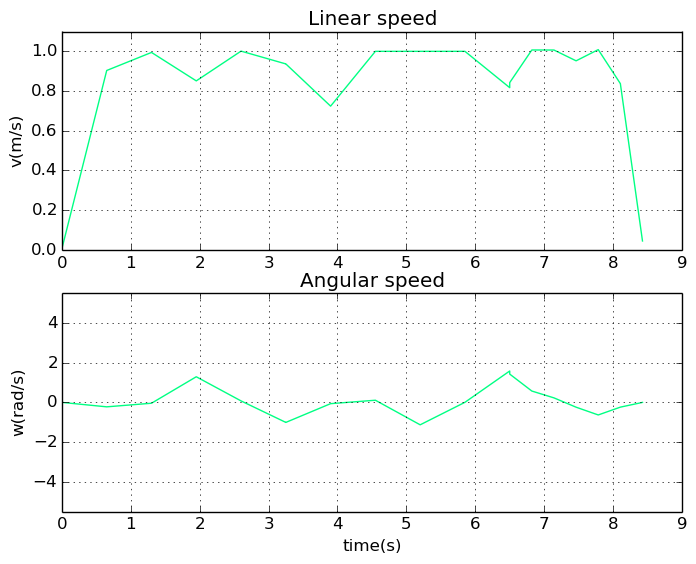 Linear speed
1.0
0.8
0.6
0.4
0.2
0.0
v(m/s)
0 1 2 3 4 5 6 7 8 9
Angular speed
4
2
0
−2
−4
w(rad/s)
0 1 2 3 4 5 6 7 8 9
time(s)